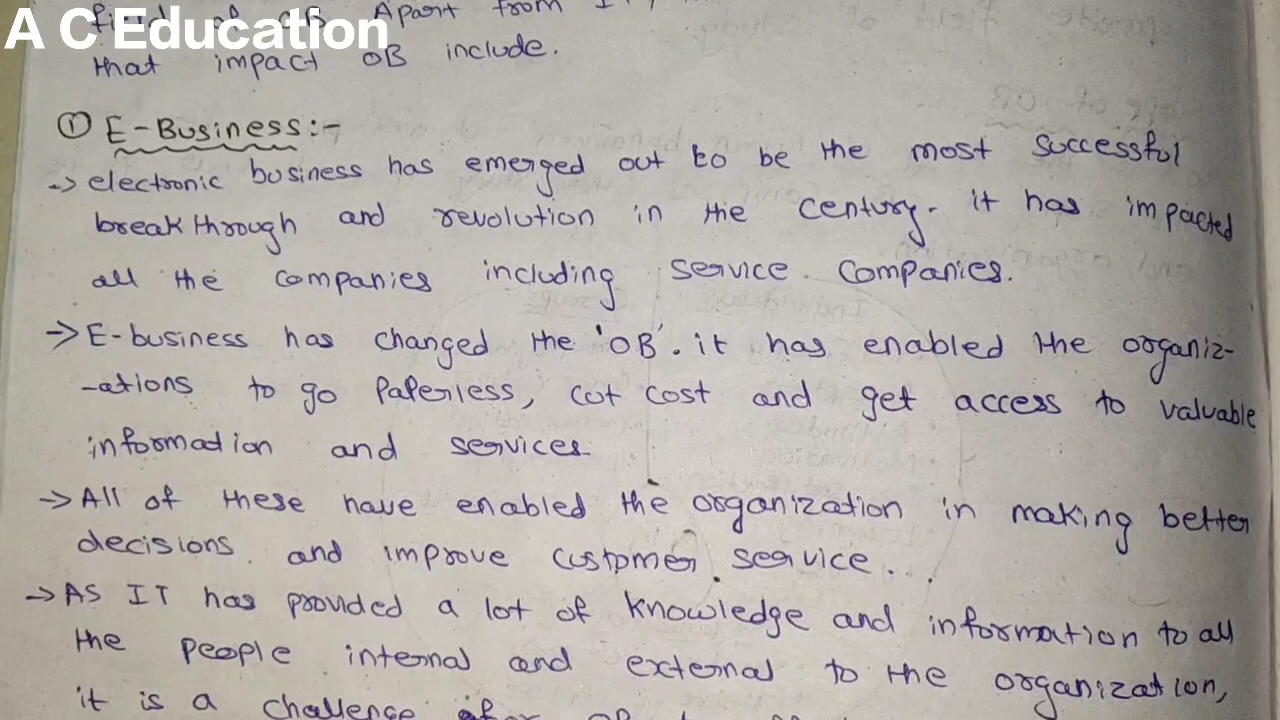 A C Education
field of OB Apart from IT,
that impact OB include.
① E-Business:-
-> electronic business has emerged out to be the most successful
breakthrough and revolution in the century. it has impacted
all the companies including service companies.
-> E-business has changed the 'OB'. it has enabled the organiz-
-ations to go Paperless, cut cost and get access to valuable
information and services.
-> All of these have enabled the organization in making better
decisions and improve customer service..
-> AS IT has provided a lot of knowledge and information to all
the people internal and external to the organization,
it is a challenge